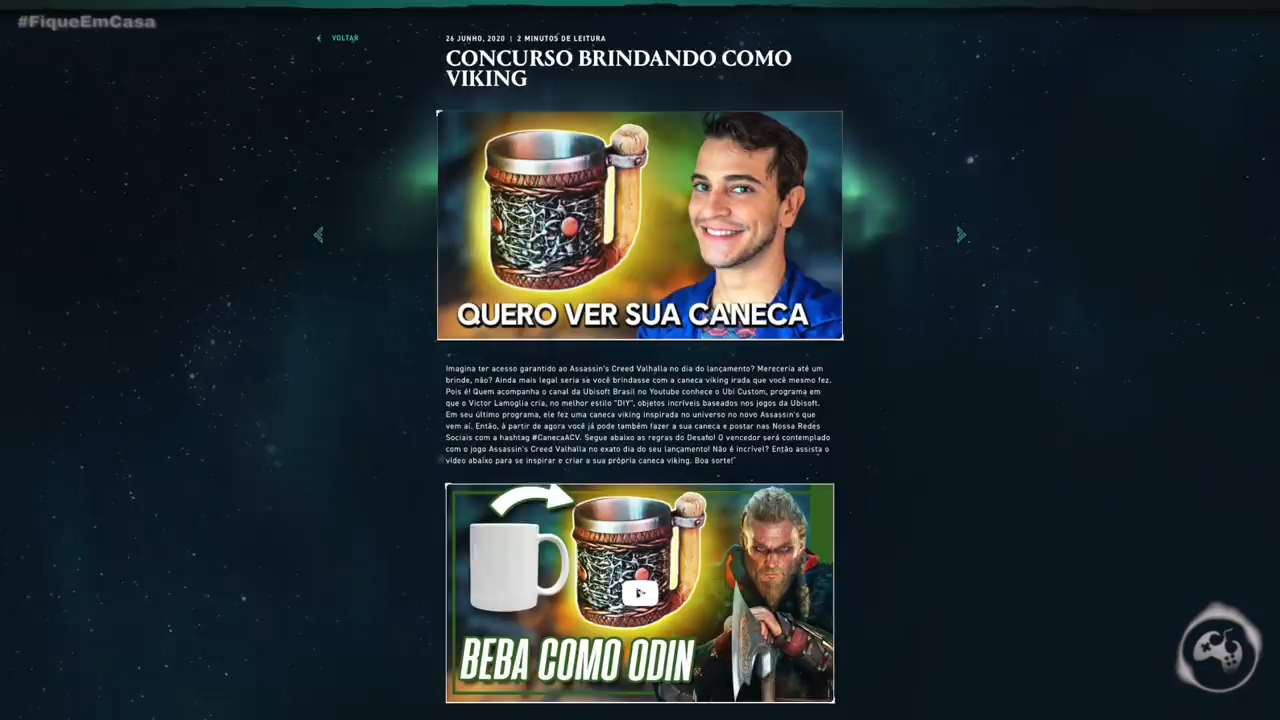 #FiqueEmCasa
VOLTAR
26 JUNHO, 2020 | 2 MINUTOS DE LEITURA
CONCURSO BRINDANDO COMO
VIKING
QUERO VER SUA CANECA
Imagina ter acesso garantido ao Assassin's Creed Valhalla no dia do lançamento? Mereceria até um
brinde, não? Ainda mais legal seria se você brindasse com a caneca viking irada que você mesmo fez.
Pois é! Quem acompanha o canal da Ubisoft Brasil no Youtube conhece o Ubi Custom, programa em
que o Victor Lamoglia cria, no melhor estilo "DIY", objetos incríveis baseados nos jogos da Ubisoft.
Em seu último programa, ele fez uma caneca viking inspirada no universo no novo Assassin's que
vem aí. Então, à partir de agora você já pode também fazer a sua caneca e postar nas Nossa Redes
Sociais com a hashtag #CanecaACV. Segue abaixo as regras do Desafio! O vencedor será contemplado
com o jogo Assassin's Creed Valhalla no exato dia do seu lançamento! Não é incrível? Então assista o
vídeo abaixo para se inspirar e criar a sua própria caneca viking. Boa sorte!"
BEBA COMO ODIN